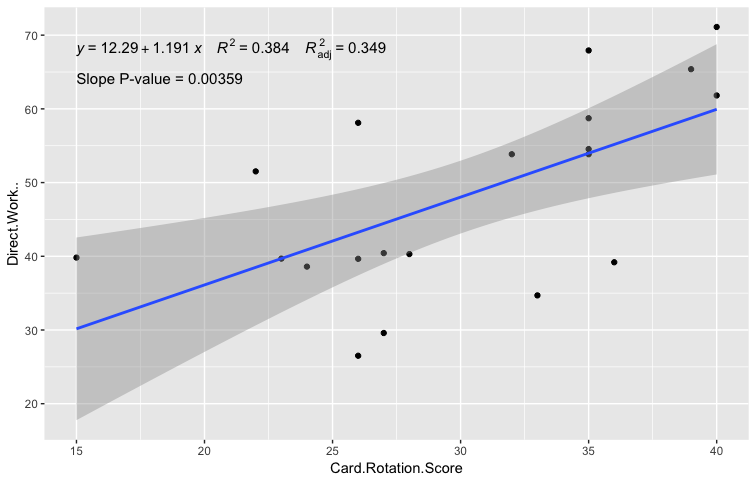 y = 12.29 + 1.191 x R² = 0.384 R²adj = 0.349
Slope P-value = 0.00359
70
60
50
40
30
20
Direct.Work..
15 20 25 30 35 40
Card.Rotation.Score